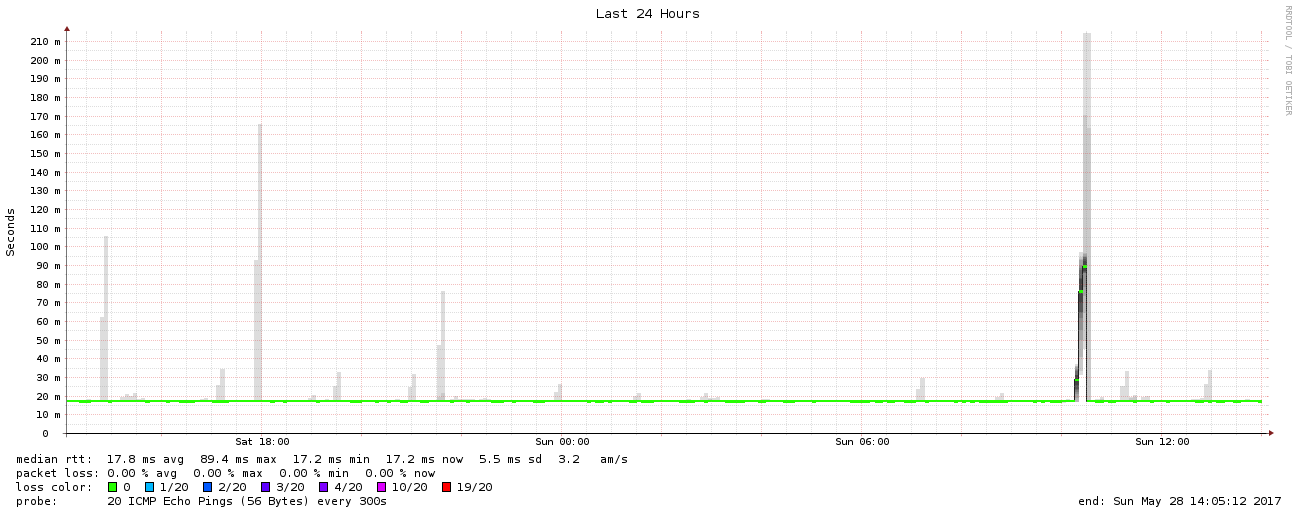 Last 24 Hours
RRDTOOL / TOBI OETIKER
Seconds
210 m
200 m
190 m
180 m
170 m
160 m
150 m
140 m
130 m
120 m
110 m
100 m
90 m
80 m
70 m
60 m
50 m
40 m
30 m
20 m
10 m
0
Sat 18:00 Sun 00:00 Sun 06:00 Sun 12:00
median rtt: 17.8 ms avg 89.4 ms max 17.2 ms min 17.2 ms now 5.5 ms sd 3.2 am/s
packet loss: 0.00 % avg 0.00 % max 0.00 % min 0.00 % now
loss color: 0 1/20 2/20 3/20 4/20 10/20 19/20
probe: 20 ICMP Echo Pings (56 Bytes) every 300s end: Sun May 28 14:05:12 2017